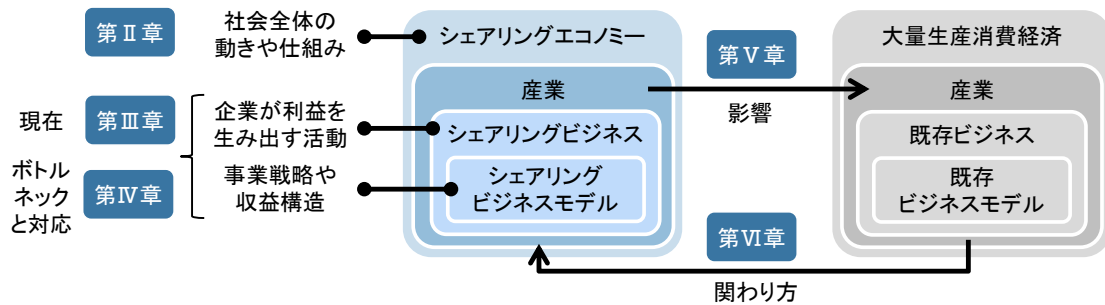 第Ⅱ章
社会全体の
動きや仕組み
シェアリングエコノミー
産業
シェアリングビジネス
シェアリング
ビジネスモデル
現在
第Ⅲ章
企業が利益を
生み出す活動
ボトル
ネック
と対応
第Ⅳ章
事業戦略や
収益構造
第Ⅴ章
影響
大量生産消費経済
産業
既存ビジネス
既存
ビジネスモデル
第Ⅵ章
関わり方